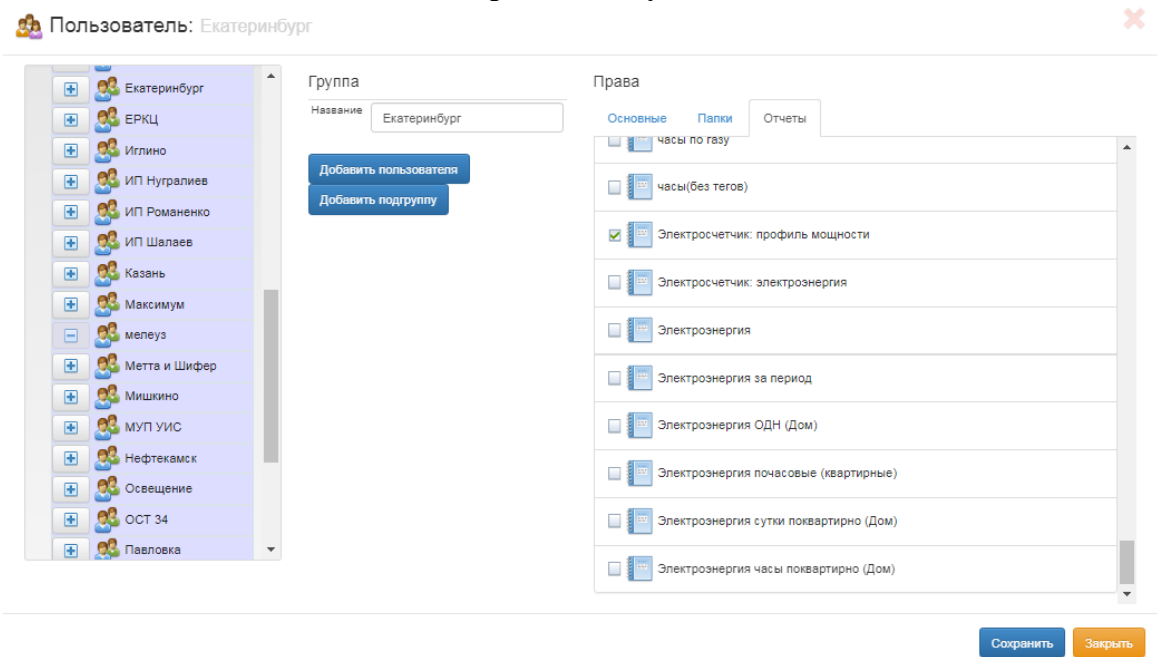 Пользователь: Екатеринбург
Екатеринбург
ЕРКЦ
Иглино
ИП Нугралиев
ИП Романенко
ИП Шалаев
Казань
Максимум
мелеуз
Метта и Шифер
Мишкино
МУП УИС
Нефтекамск
Освещение
ОСТ 34
Павловка
Группа
Название
Екатеринбург
Добавить пользователя
Добавить подгруппу
Права
Основные Папки Отчеты
часы по газу
часы(без тегов)
Электросчетчик: профиль мощности
Электросчетчик: электроэнергия
Электроэнергия
Электроэнергия за период
Электроэнергия ОДН (Дом)
Электроэнергия почасовые (квартирные)
Электроэнергия сутки поквартирно (Дом)
Электроэнергия часы поквартирно (Дом)
Сохранить Закрыть